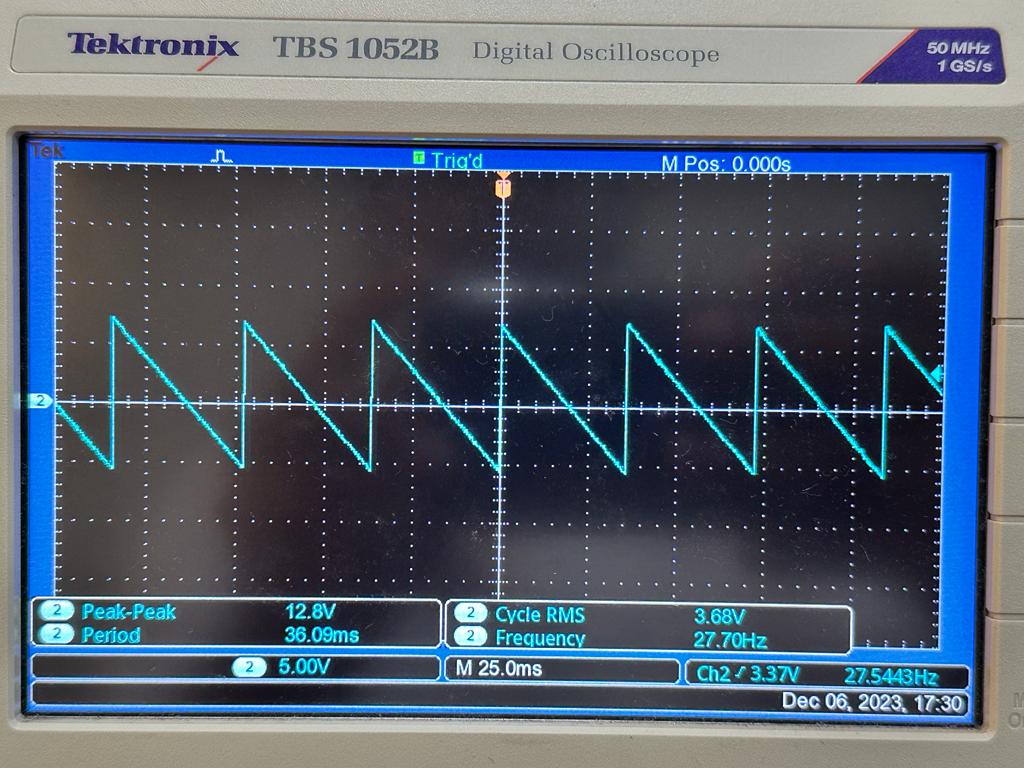 Tektronix TBS 1052B Digital Oscilloscope 50 MHz
1 GS/s
Tek T Trig'd M Pos: 0.000s
T
2
2 Peak-Peak 12.8V 2 Cycle RMS 3.68V
2 Period 36.09ms 2 Frequency 27.70Hz
2 5.00V M 25.0ms Ch2 3.37V 27.5443Hz
Dec 06, 2023, 17:30